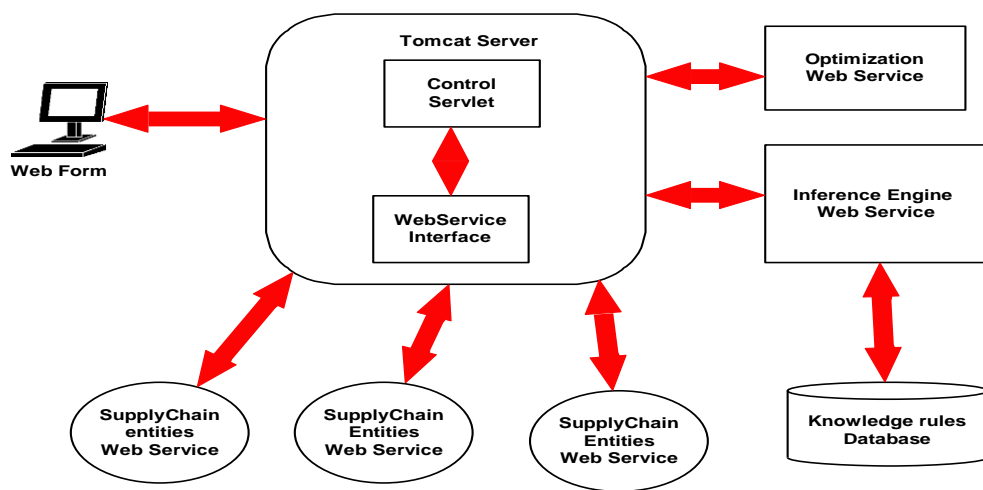 Tomcat Server
Control
Servlet
WebService
Interface
Web Form
Optimization
Web Service
Inference Engine
Web Service
SupplyChain
entities
Web Service
SupplyChain
Entities
Web Service
SupplyChain
Entities
Web Service
Knowledge rules
Database